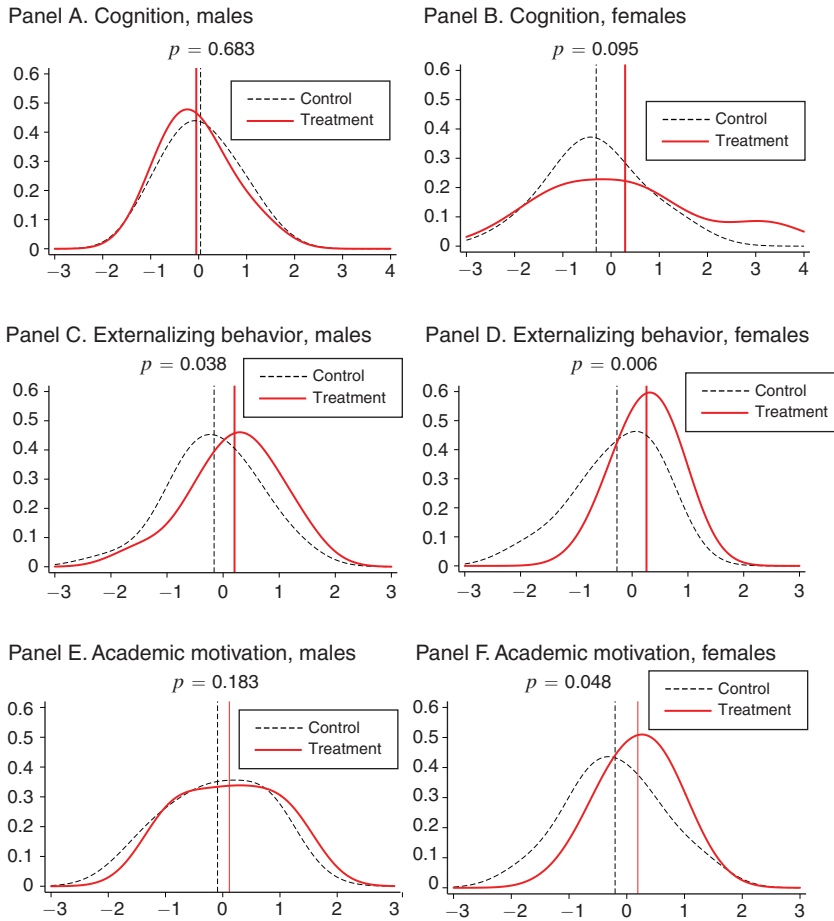 Panel A. Cognition, males
p = 0.683
0.6
0.5
0.4
0.3
0.2
0.1
0
Control
Treatment
−3 −2 −1 0 1 2 3 4
Panel B. Cognition, females
p = 0.095
0.6
0.5
0.4
0.3
0.2
0.1
0
Control
Treatment
−3 −2 −1 0 1 2 3 4
Panel C. Externalizing behavior, males
p = 0.038
0.6
0.5
0.4
0.3
0.2
0.1
0
Control
Treatment
−3 −2 −1 0 1 2 3
Panel D. Externalizing behavior, females
p = 0.006
0.6
0.5
0.4
0.3
0.2
0.1
0
Control
Treatment
−3 −2 −1 0 1 2 3
Panel E. Academic motivation, males
p = 0.183
0.6
0.5
0.4
0.3
0.2
0.1
0
Control
Treatment
−3 −2 −1 0 1 2 3
Panel F. Academic motivation, females
p = 0.048
0.6
0.5
0.4
0.3
0.2
0.1
0
Control
Treatment
−3 −2 −1 0 1 2 3